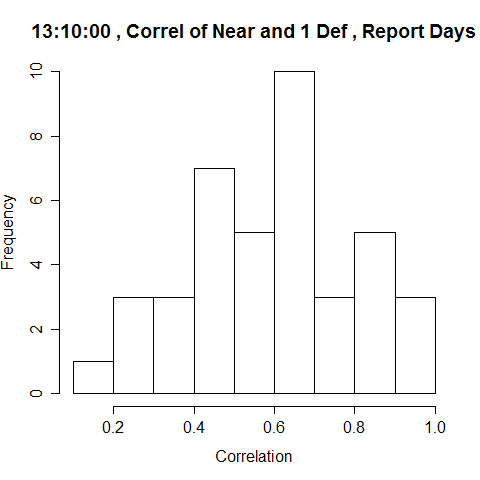 13:10:00 , Correl of Near and 1 Def , Report Days
Frequency
10
8
6
4
2
0
0.2 0.4 0.6 0.8 1.0
Correlation